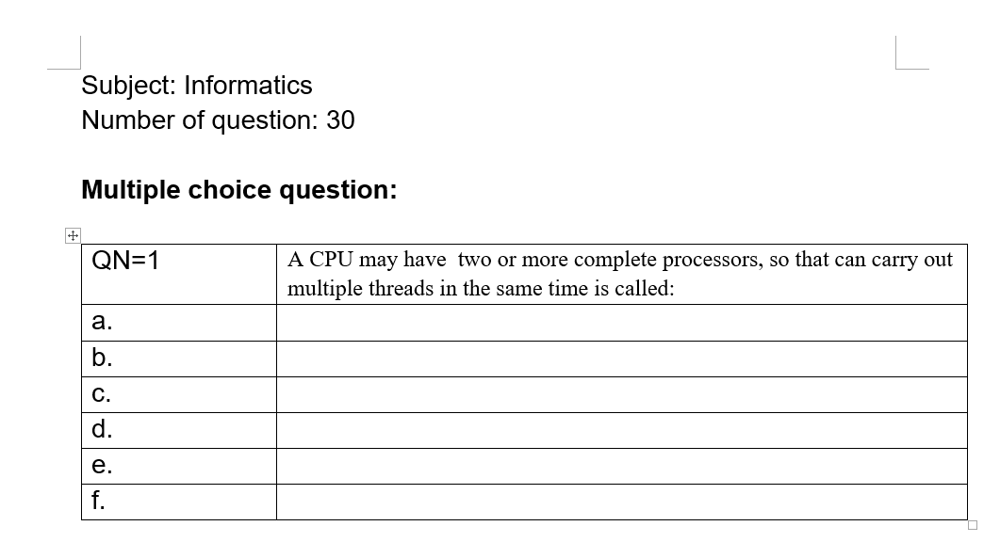 Subject: Informatics
Number of question: 30
Multiple choice question:
QN=1
A CPU may have  two or more complete processors, so that can carry out
multiple threads in the same time is called:
a.
b.
c.
d.
e.
f.